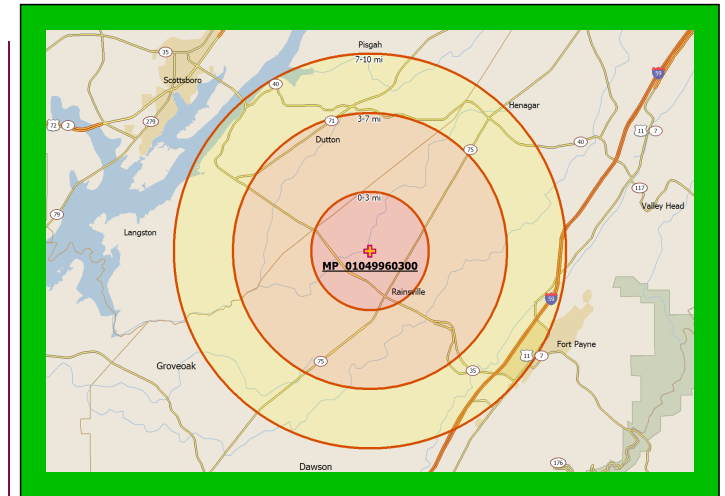 Pisgah
7-10 mi
35
59
Scottsboro
40
Henagar
279
71
3-7 mi
72
2
11
7
Dutton
75
40
0-3 mi
117
79
Valley Head
Langston
MP_01049960300
Rainsville
59
Fort Payne
11
7
75
Groveoak
35
Dawson
176